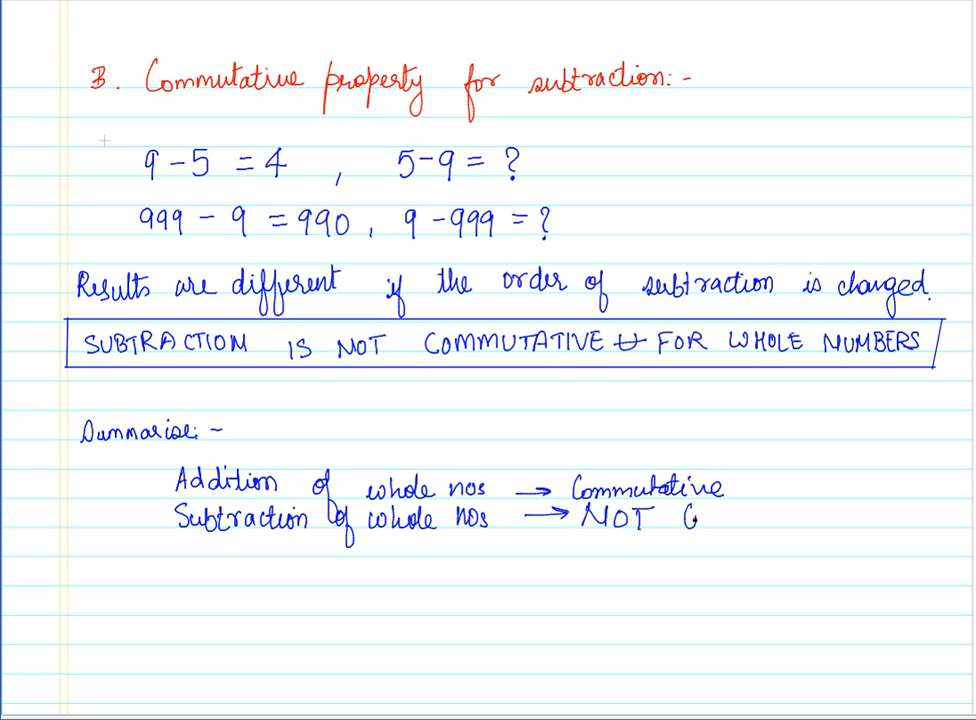 B. Commutative property for subtraction:-
9 - 5 = 4 , 5 - 9 = ?
999 - 9 = 990 , 9 - 999 = ?
Results are different if the order of subtraction is changed.
SUBTRACTION IS NOT COMMUTATIVE FOR WHOLE NUMBERS
Summarise:-
Addition of whole nos → Commutative
Subtraction of whole nos → NOT C